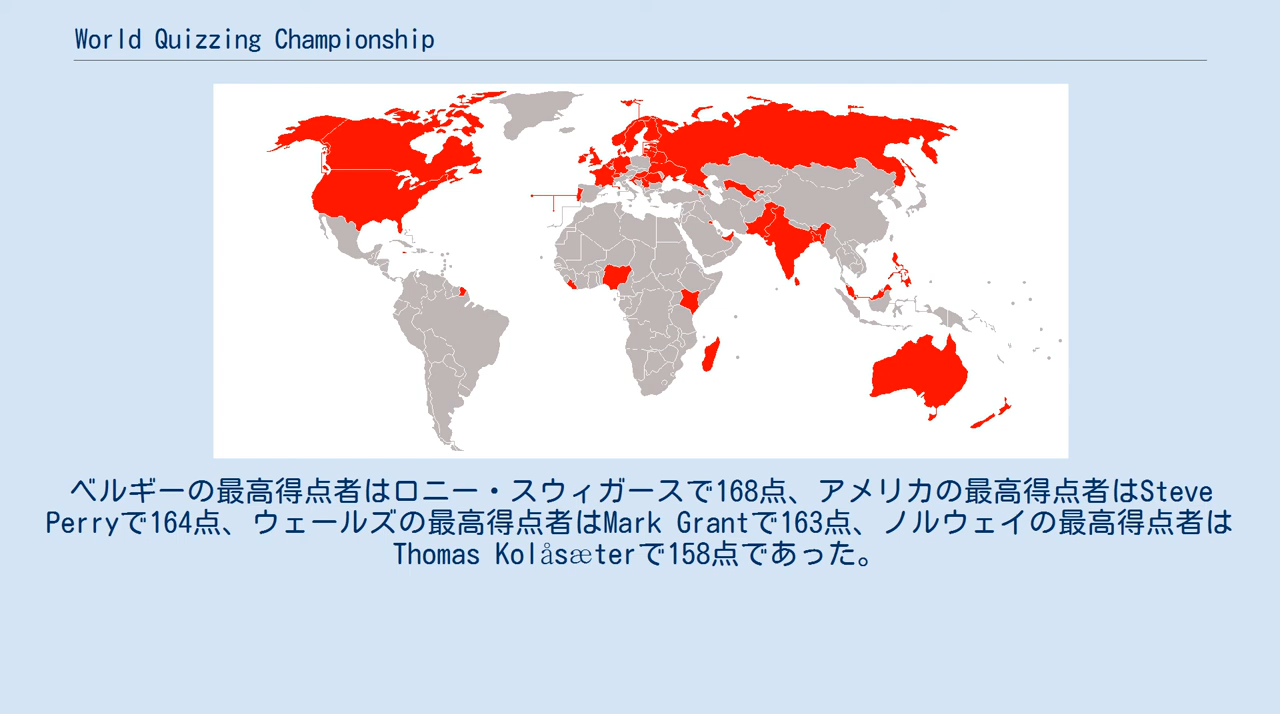 World Quizzing Championship
ベルギーの最高得点者はロニー・スウィガースで168点、アメリカの最高得点者はSteve
Perryで164点、ウェールズの最高得点者はMark Grantで163点、ノルウェイの最高得点者は
Thomas Kolåsæterで158点であった。